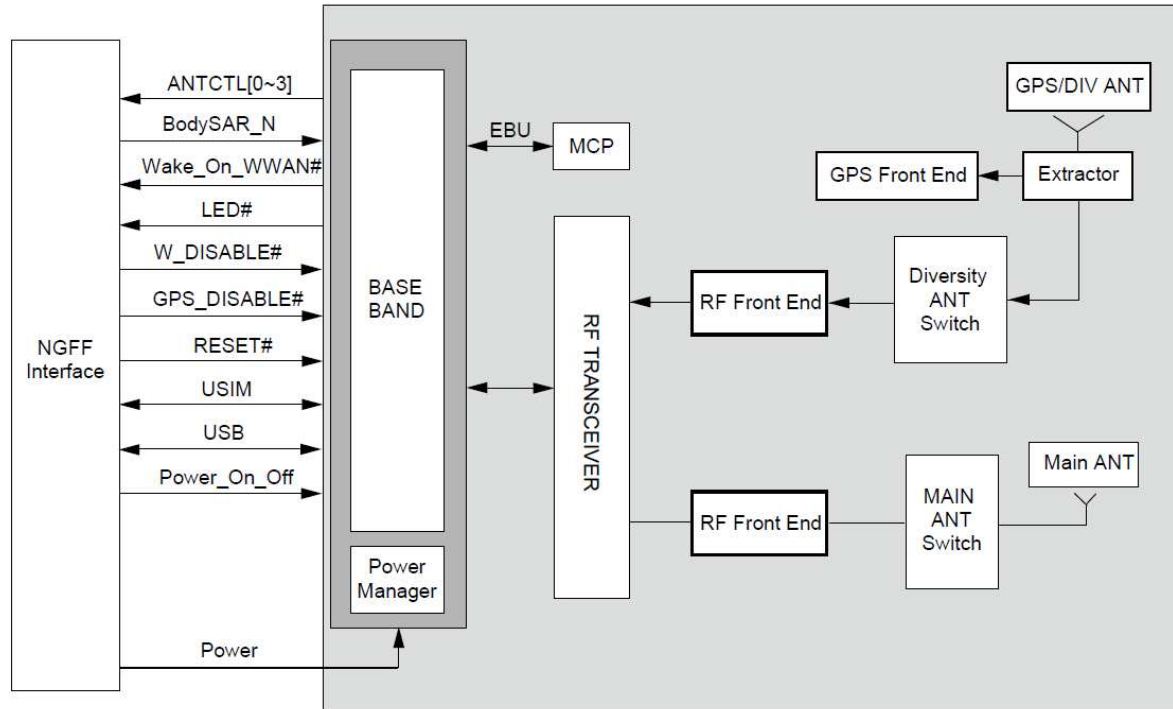 NGFF
Interface
ANTCTL[0~3]
BodySAR_N
Wake_On_WWAN#
LED#
W_DISABLE#
GPS_DISABLE#
RESET#
USIM
USB
Power_On_Off
Power
BASE
BAND
Power
Manager
EBU
MCP
RF TRANSCEIVER
GPS/DIV ANT
GPS Front End
Extractor
RF Front End
Diversity
ANT
Switch
RF Front End
MAIN
ANT
Switch
Main ANT